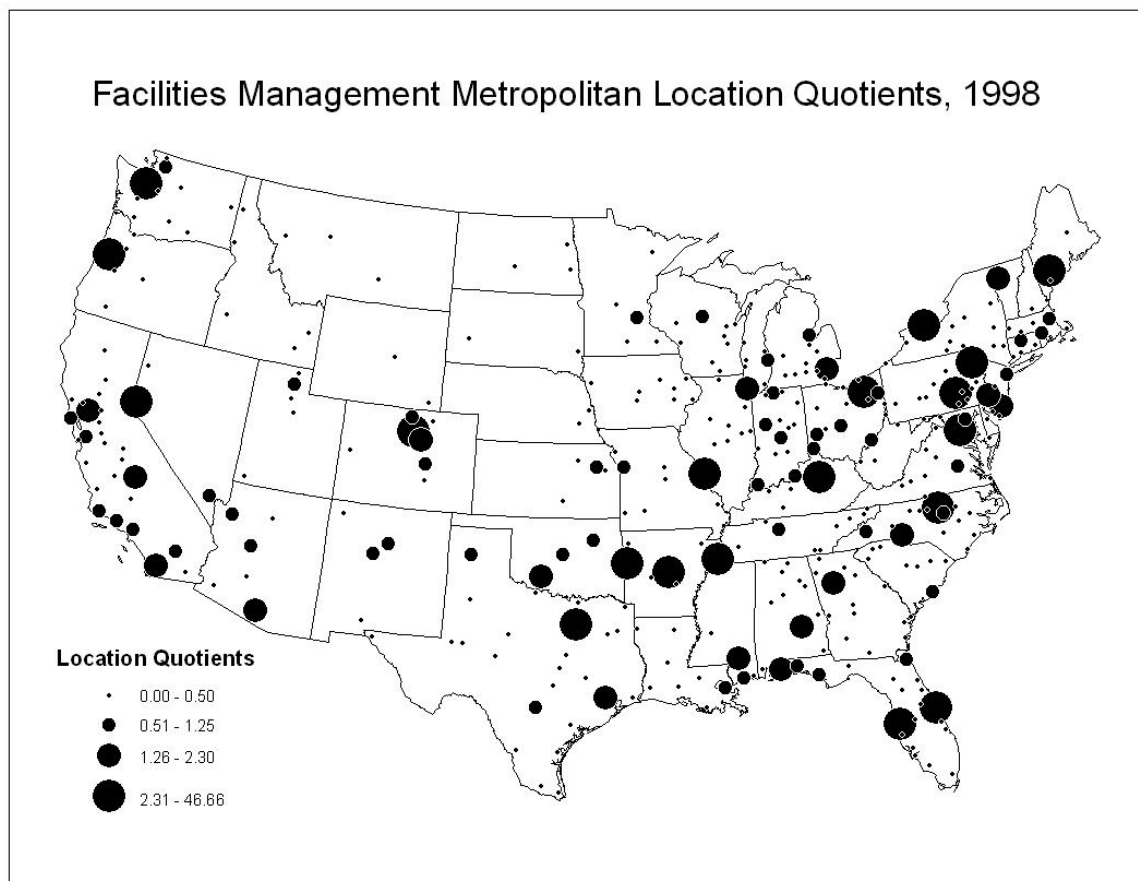 Facilities Management Metropolitan Location Quotients, 1998
Location Quotients
0.00 - 0.50
0.51 - 1.25
1.26 - 2.30
2.31 - 46.66